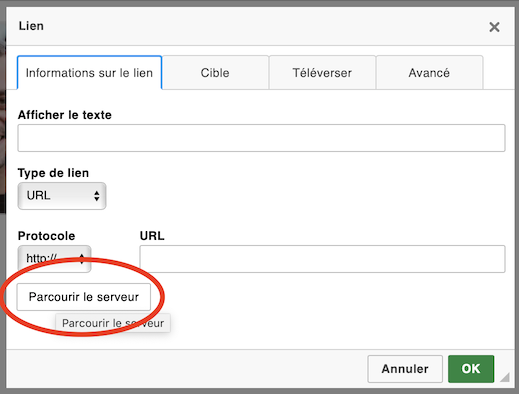 Lien
Informations sur le lien Cible Téléverser Avancé
Afficher le texte
Type de lien
URL
Protocole URL
http://
Parcourir le serveur
Parcourir le serveur
Annuler OK